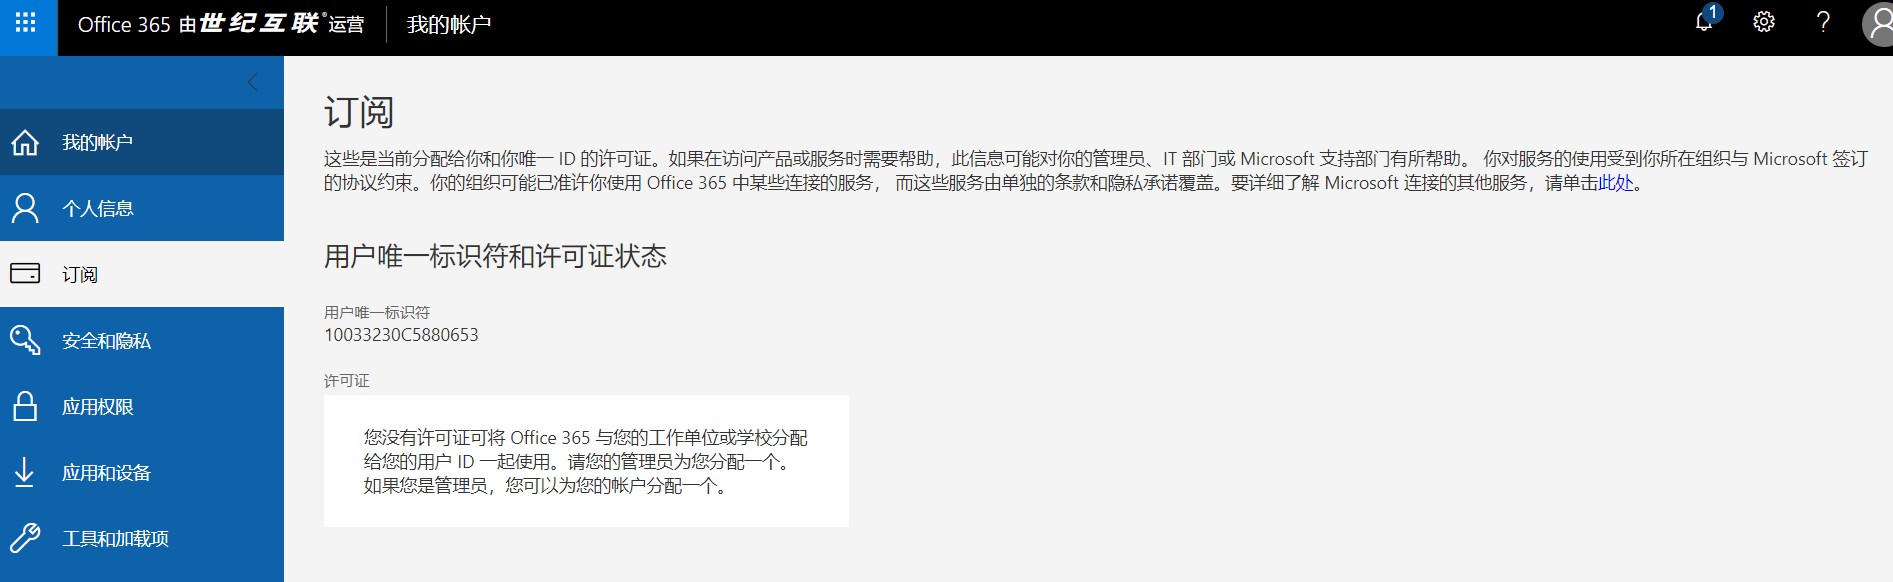 Office 365 由世纪互联®运营 我的帐户
1
?
我的帐户
个人信息
订阅
安全和隐私
应用权限
应用和设备
工具和加载项
订阅
这些是当前分配给你和你唯一 ID 的许可证。如果在访问产品或服务时需要帮助，此信息可能对你的管理员、IT 部门或 Microsoft 支持部门有所帮助。 你对服务的使用受到你所在组织与 Microsoft 签订
的协议约束。你的组织可能已准许你使用 Office 365 中某些连接的服务， 而这些服务由单独的条款和隐私承诺覆盖。要详细了解 Microsoft 连接的其他服务，请单击此处。
用户唯一标识符和许可证状态
用户唯一标识符
10033230C5880653
许可证
您没有许可证可将 Office 365 与您的工作单位或学校分配
给您的用户 ID 一起使用。请您的管理员为您分配一个。
如果您是管理员，您可以为您的帐户分配一个。